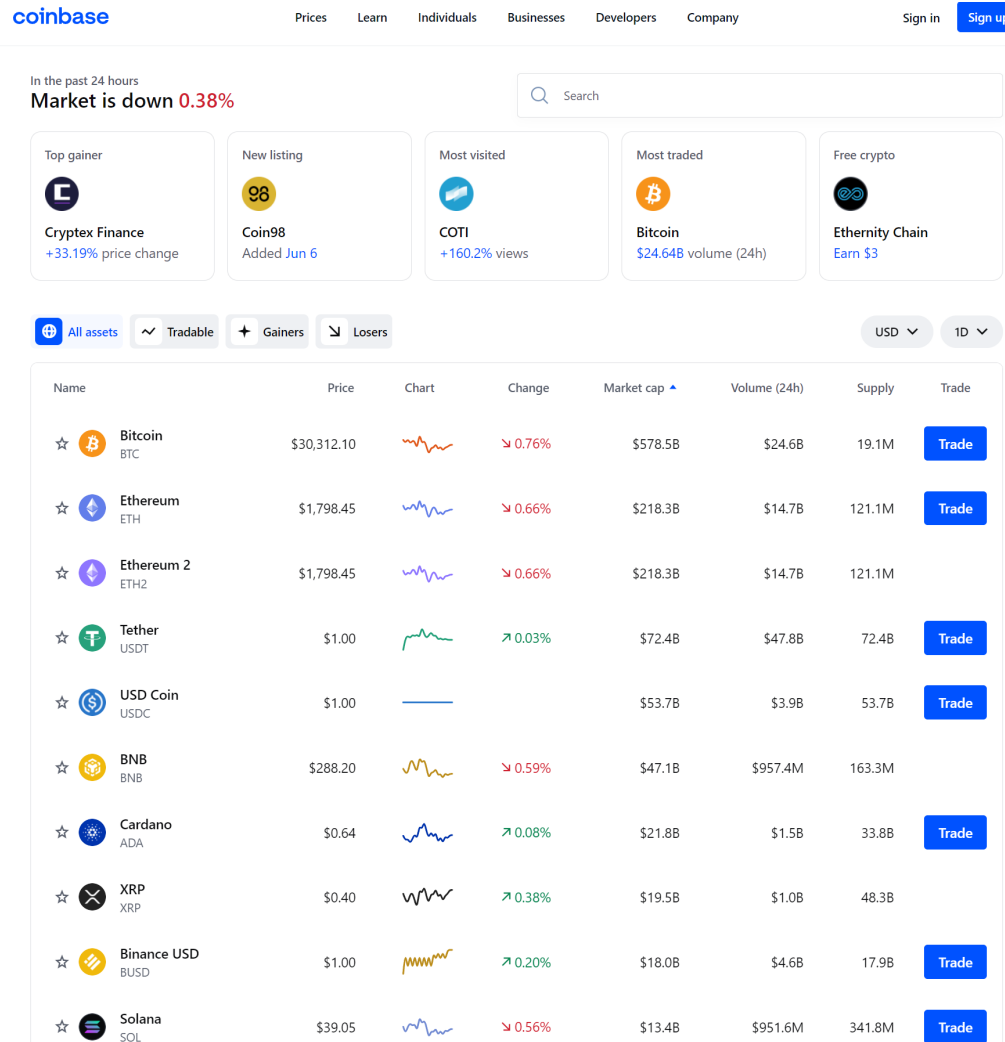 coinbase Prices Learn Individuals Businesses Developers Company Sign in Sign up
In the past 24 hours
Market is down 0.38%
Search
Top gainer
Cryptex Finance
+33.19% price change
New listing
98
Coin98
Added Jun 6
Most visited
COTI
+160.2% views
Most traded
Bitcoin
$24.64B volume (24h)
Free crypto
Ethernity Chain
Earn $3
All assets Tradable Gainers Losers USD 1D
Name Price Chart Change Market cap Volume (24h) Supply Trade
Bitcoin
BTC
$30,312.10 0.76% $578.5B $24.6B 19.1M Trade
Ethereum
ETH
$1,798.45 0.66% $218.3B $14.7B 121.1M Trade
Ethereum 2
ETH2
$1,798.45 0.66% $218.3B $14.7B 121.1M
Tether
USDT
$1.00 0.03% $72.4B $47.8B 72.4B Trade
USD Coin
USDC
$1.00 $53.7B $3.9B 53.7B Trade
BNB
BNB
$288.20 0.59% $47.1B $957.4M 163.3M
Cardano
ADA
$0.64 0.08% $21.8B $1.5B 33.8B Trade
XRP
XRP
$0.40 0.38% $19.5B $1.0B 48.3B
Binance USD
BUSD
$1.00 0.20% $18.0B $4.6B 17.9B Trade
Solana
SOL
$39.05 0.56% $13.4B $951.6M 341.8M Trade